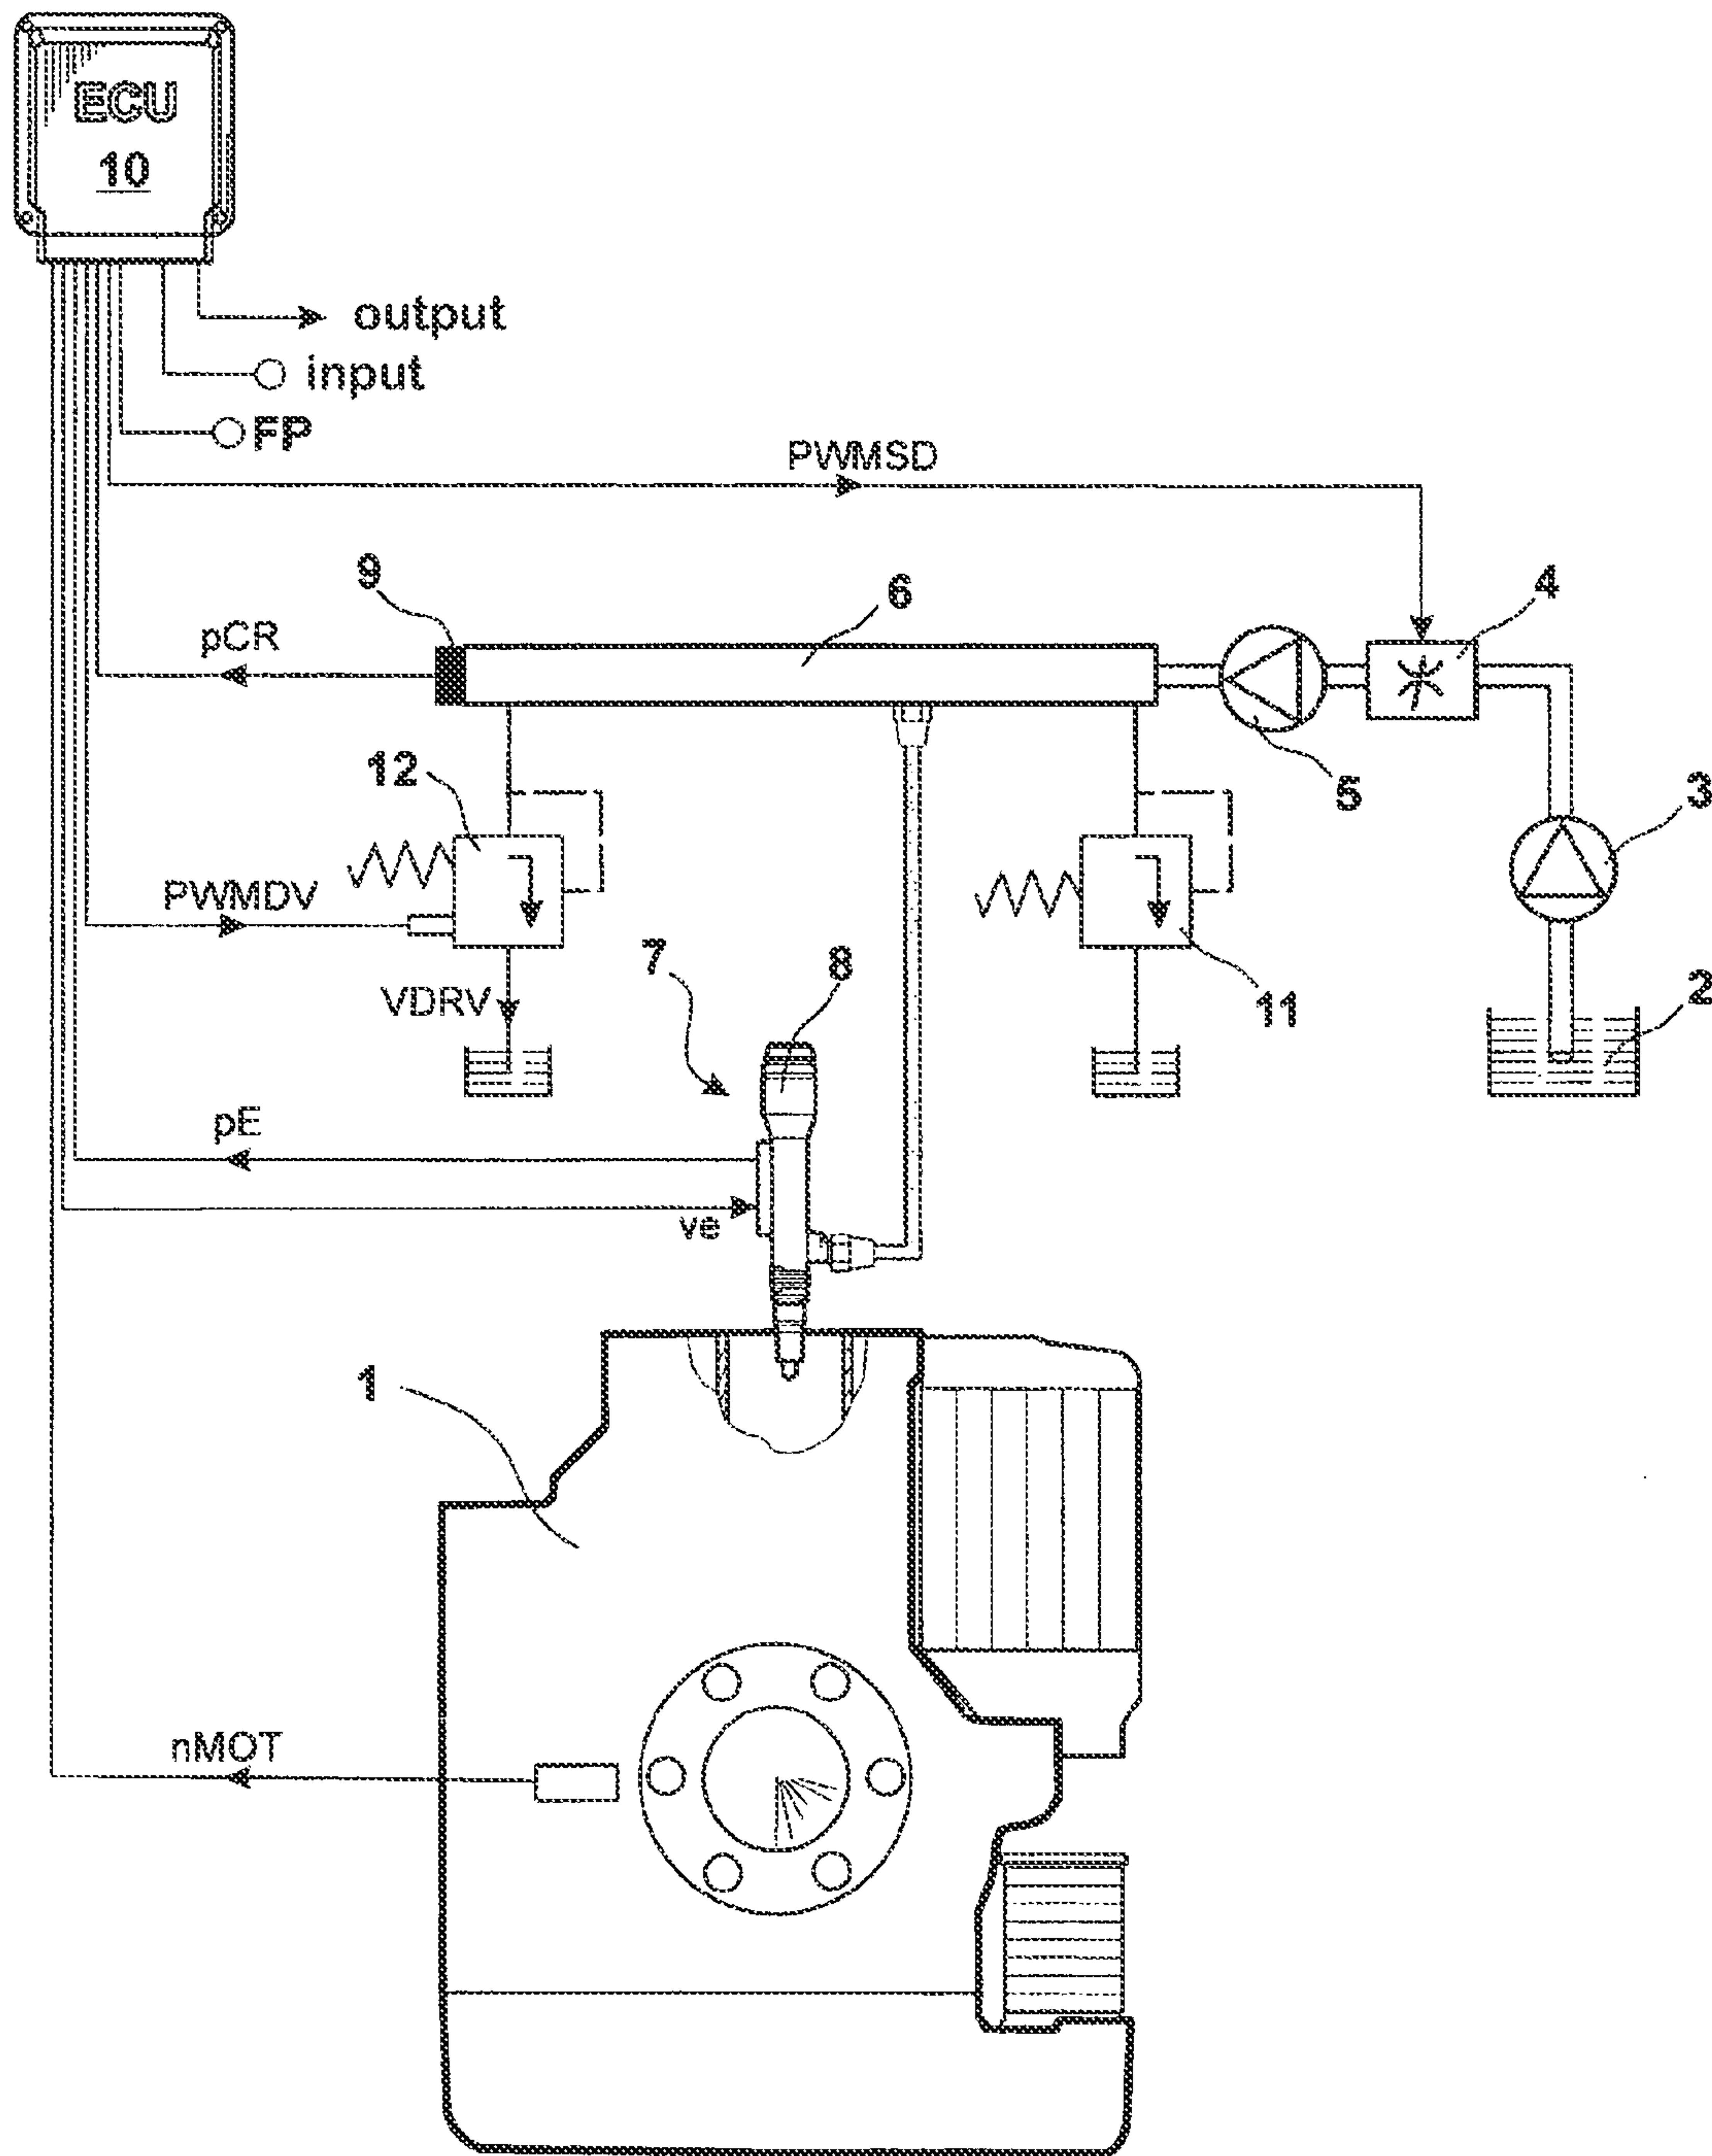 ECU
10
output
input
FP
PWMSD
9
6
4
pCR
12
5
3
PWMDV
7
8
2
VDRV
11
pE
ve
1
nMOT